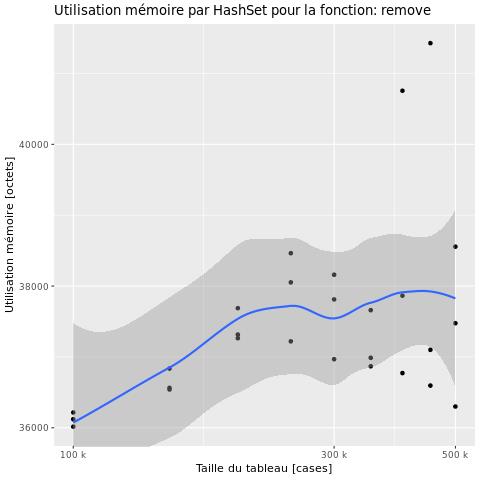 Utilisation mémoire par HashSet pour la fonction: remove
Utilisation mémoire [octets]
40000
38000
36000
100 k
300 k
500 k
Taille du tableau [cases]